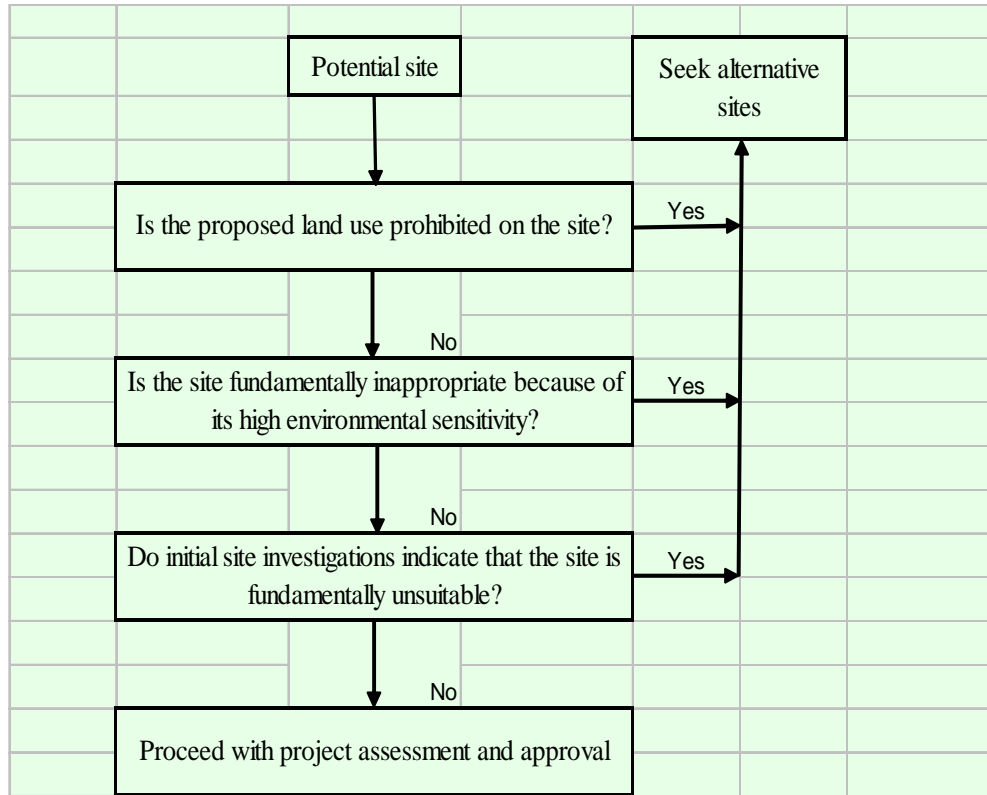 Potential site
Seek alternative
sites
Is the proposed land use prohibited on the site?
Yes
No
Is the site fundamentally inappropriate because of
its high environmental sensitivity?
Yes
No
Do initial site investigations indicate that the site is
fundamentally unsuitable?
Yes
No
Proceed with project assessment and approval